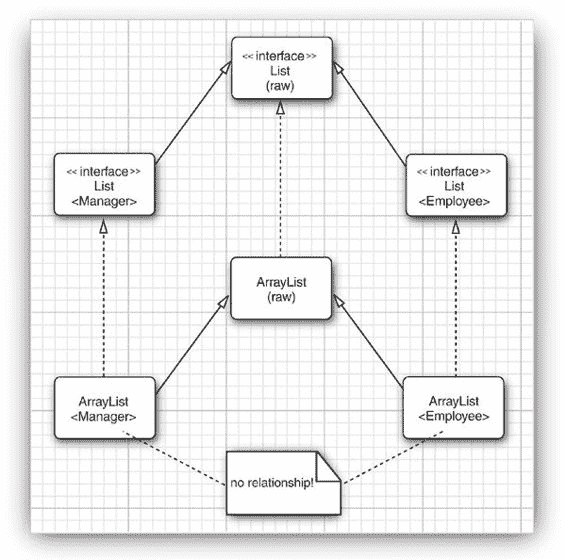 << interface >>
List
(raw)
<< interface >>
List
<Manager>
<< interface >>
List
<Employee>
ArrayList
(raw)
ArrayList
<Manager>
ArrayList
<Employee>
no relationship!